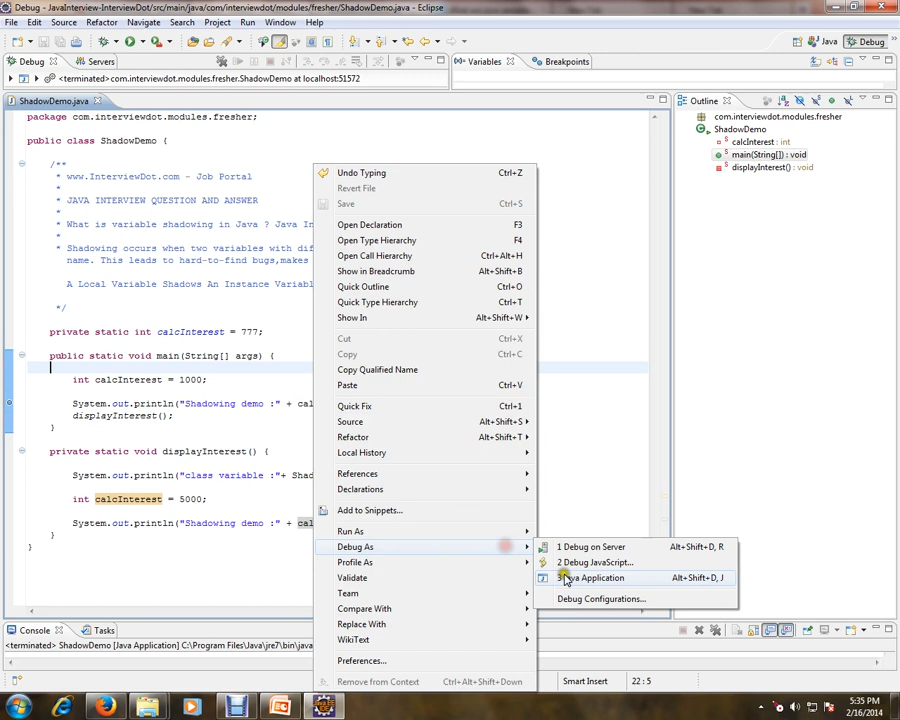 Debug - JavaInterview-InterviewDot/src/main/java/com/interviewdot/modules/fresher/ShadowDemo.java - Eclipse
File Edit Source Refactor Navigate Search Project Run Window Help
Java Debug
Debug Servers Variables Breakpoints
<terminated>com.interviewdot.modules.fresher.ShadowDemo at localhost:51572
ShadowDemo.java Outline
package com.interviewdot.modules.fresher;
public class ShadowDemo {
/**
* www.InterviewDot.com - Job Portal
*
* JAVA INTERVIEW QUESTION AND ANSWER
*
* What is variable shadowing in Java ? Java In
*
* Shadowing occurs when two variables with dif
* name. This leads to hard-to-find bugs,makes
A Local Variable Shadows An Instance Variab
*/
private static int calcInterest = 777;
public static void main(String[] args) {
int calcInterest = 1000;
System.out.println("Shadowing demo :" + cal
displayInterest();
}
private static void displayInterest() {
System.out.println("class variable :"+ Shad
int calcInterest = 5000;
System.out.println("Shadowing demo :" + cal
}
}
Undo Typing Ctrl+Z
Revert File
Save Ctrl+S
Open Declaration F3
Open Type Hierarchy F4
Open Call Hierarchy Ctrl+Alt+H
Show in Breadcrumb Alt+Shift+B
Quick Outline Ctrl+O
Quick Type Hierarchy Ctrl+T
Show In Alt+Shift+W
Cut Ctrl+X
Copy Ctrl+C
Copy Qualified Name
Paste Ctrl+V
Quick Fix Ctrl+1
Source Alt+Shift+S
Refactor Alt+Shift+T
Local History
References
Declarations
Add to Snippets...
Run As
Debug As
Profile As
Validate
Team
Compare With
Replace With
WikiText
Preferences...
Remove from Context Ctrl+Alt+Shift+Down
1 Debug on Server Alt+Shift+D, R
2 Debug JavaScript...
3 Java Application Alt+Shift+D, J
Debug Configurations...
com.interviewdot.modules.fresher
ShadowDemo
calcInterest : int
main(String[]) : void
displayInterest() : void
Console Tasks
<terminated> ShadowDemo [Java Application] C:\Program Files\Java\jre7\bin\java
Smart Insert 22 : 5
5:35 PM
2/16/2014